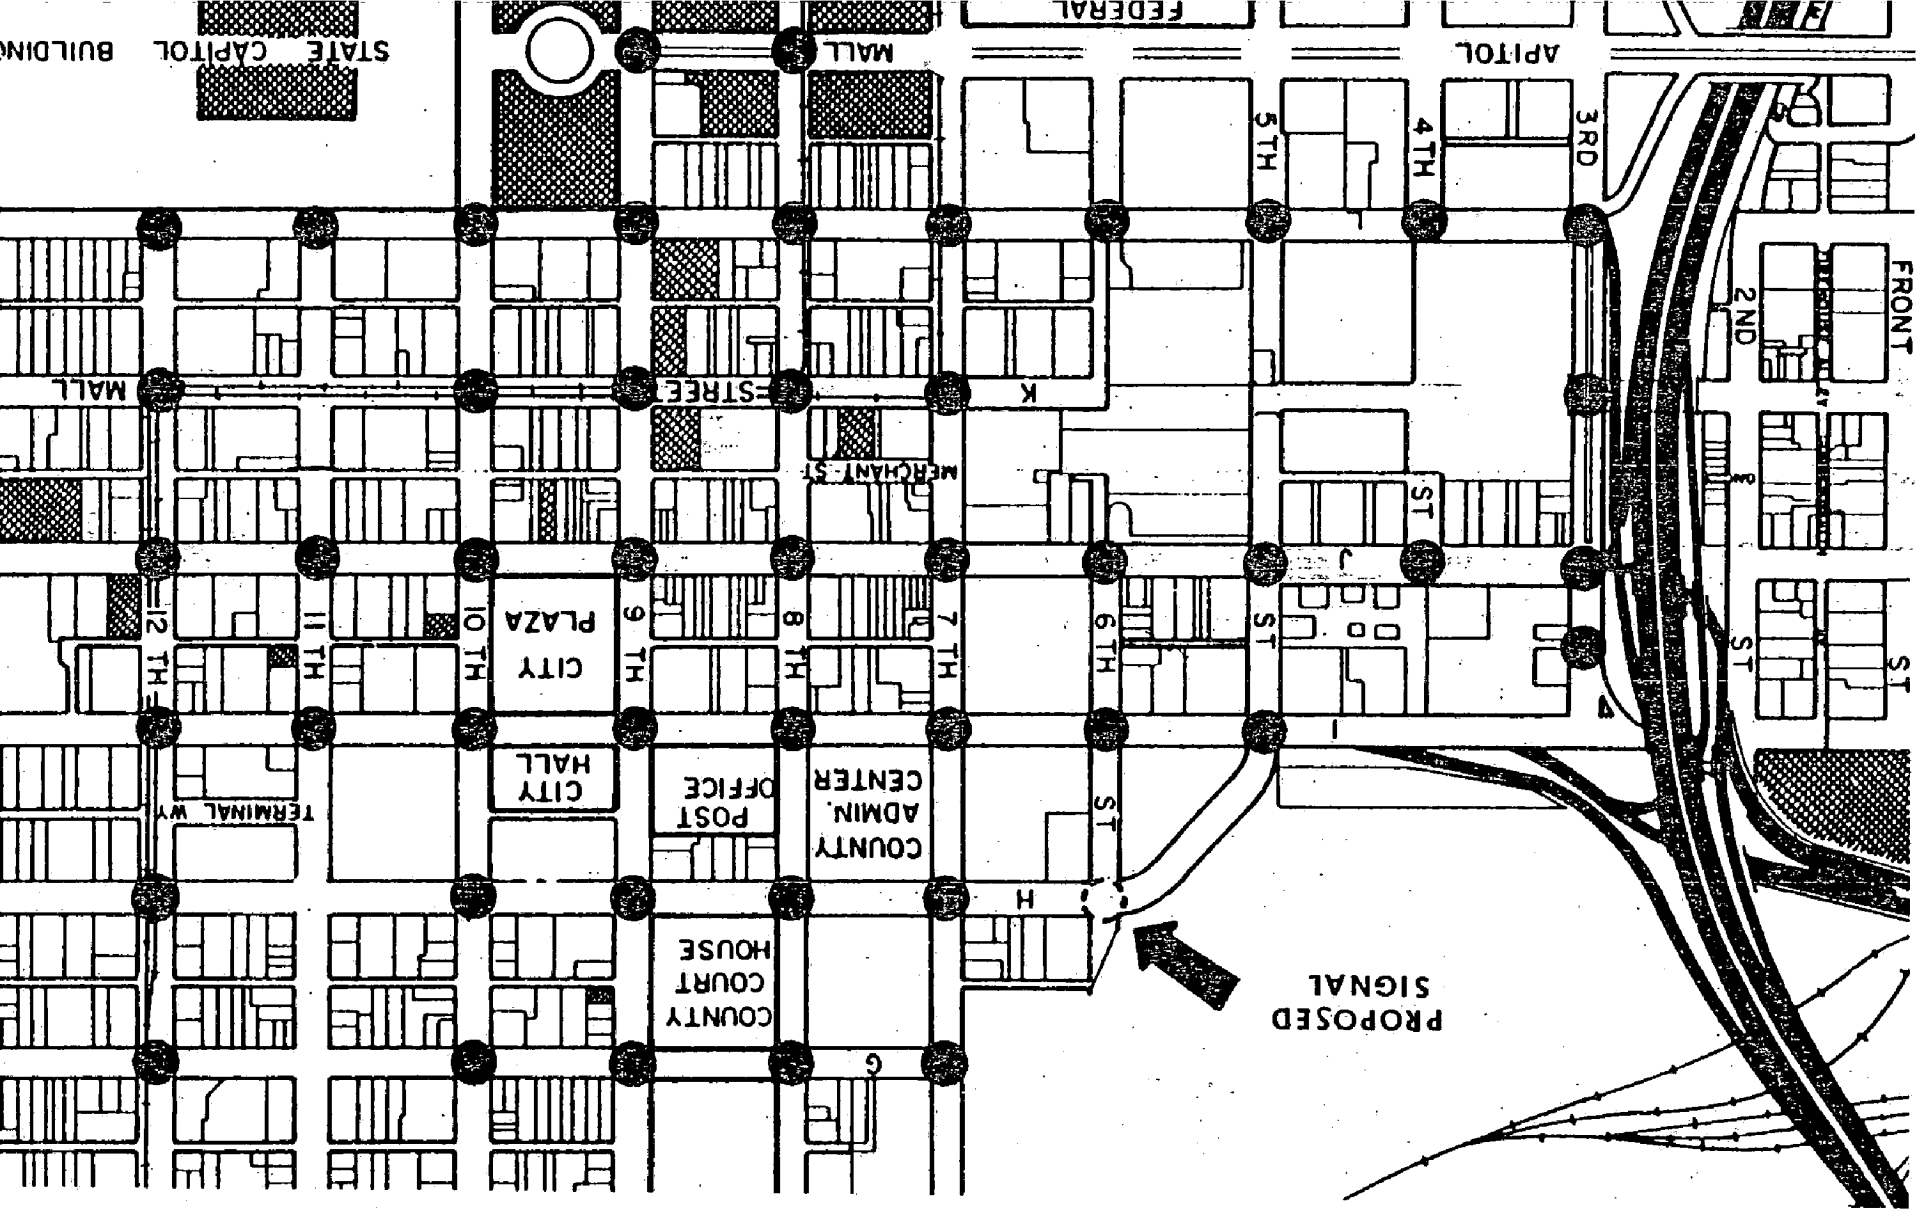 PROPOSED
SIGNAL
G
COUNTY
COURT
HOUSE
H
COUNTY
ADMIN.
CENTER
POST
OFFICE
CITY
HALL
TERMINAL WY
I
ST
ST
ST
ST
CITY
PLAZA
6TH
7TH
8TH
9TH
10TH
11TH
12TH
J
ST
MERCHANT ST
K
STREET
MALL
FRONT
2ND
3RD
4TH
5TH
APITOL
MALL
STATE CAPITOL BUILDING
FEDERAL